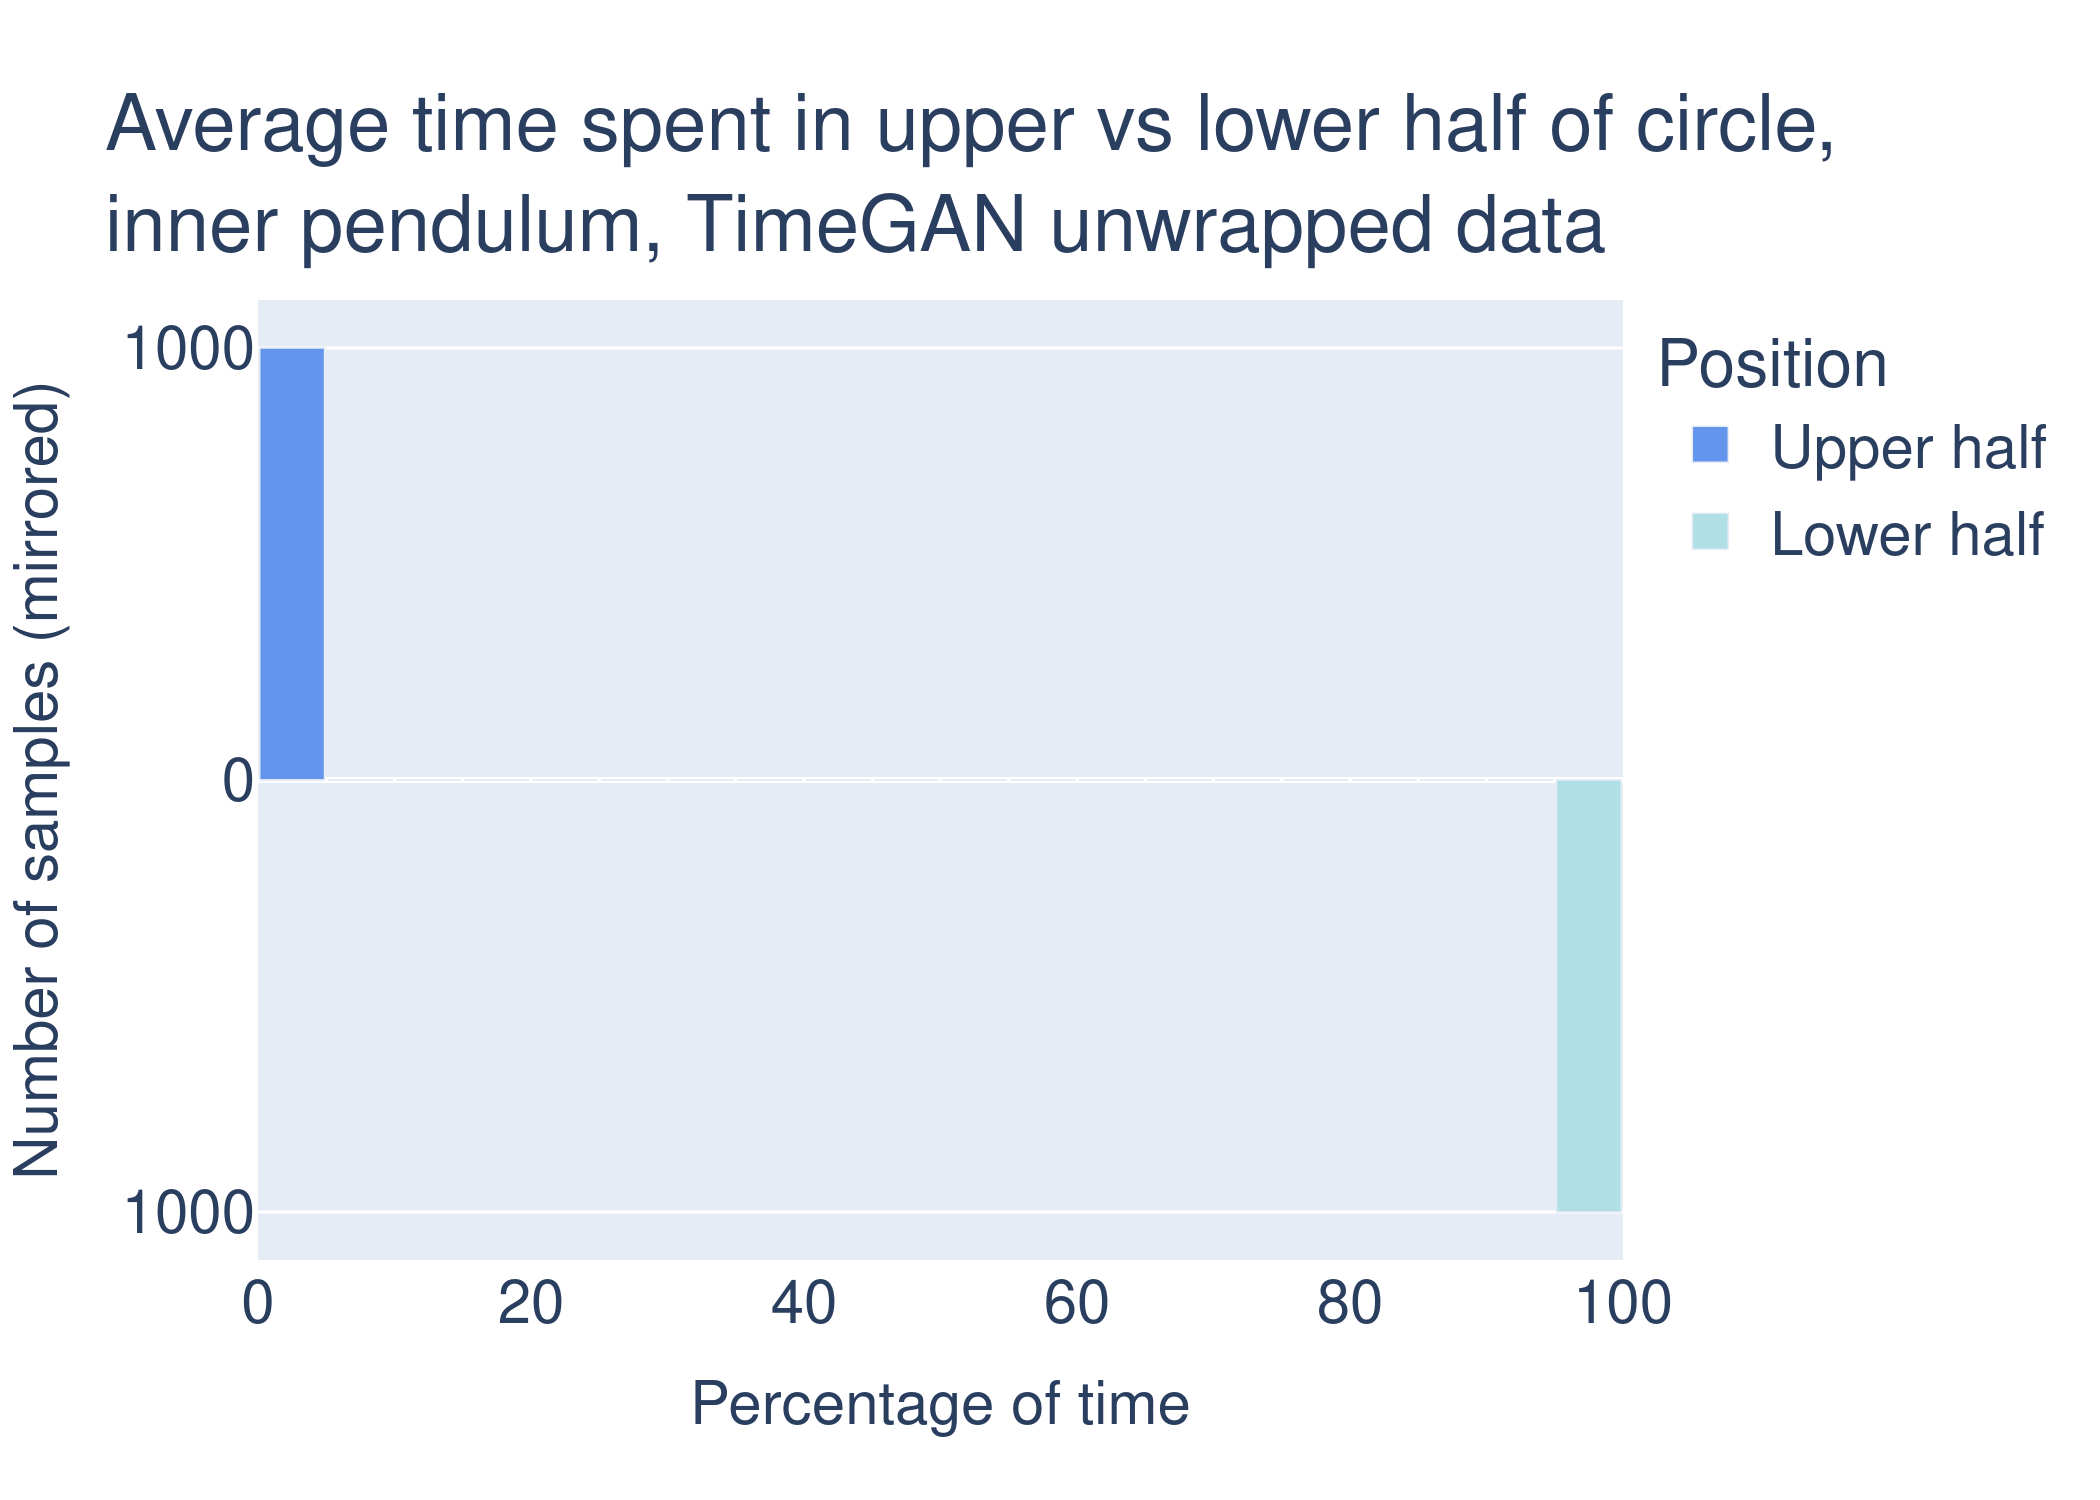 Average time spent in upper vs lower half of circle,
inner pendulum, TimeGAN unwrapped data
Number of samples (mirrored)
1000
0
1000
0 20 40 60 80 100
Percentage of time
Position
Upper half
Lower half